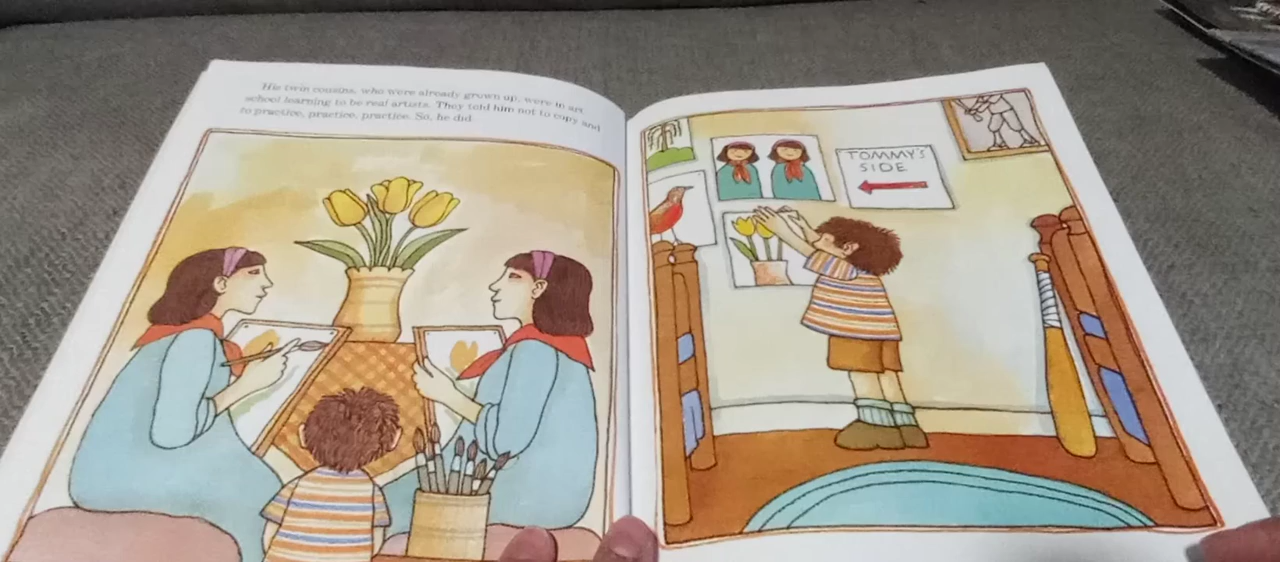 His twin cousins, who were already grown up, were in art
school learning to be real artists. They told him not to copy and
to practice, practice, practice. So, he did.
TOMMY'S
SIDE